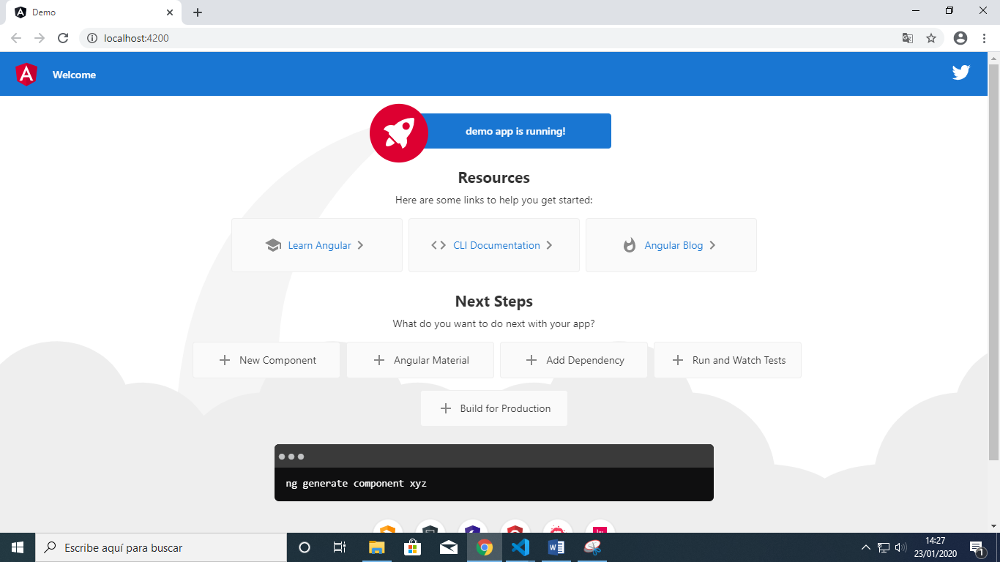 Demo
localhost:4200
Welcome
demo app is running!
Resources
Here are some links to help you get started:
Learn Angular
CLI Documentation
Angular Blog
Next Steps
What do you want to do next with your app?
New Component
Angular Material
Add Dependency
Run and Watch Tests
Build for Production
ng generate component xyz
Escribe aquí para buscar
14:27
23/01/2020
1